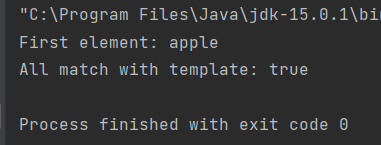 "C:\Program Files\Java\jdk-15.0.1\bin
First element: apple
All match with template: true
Process finished with exit code 0